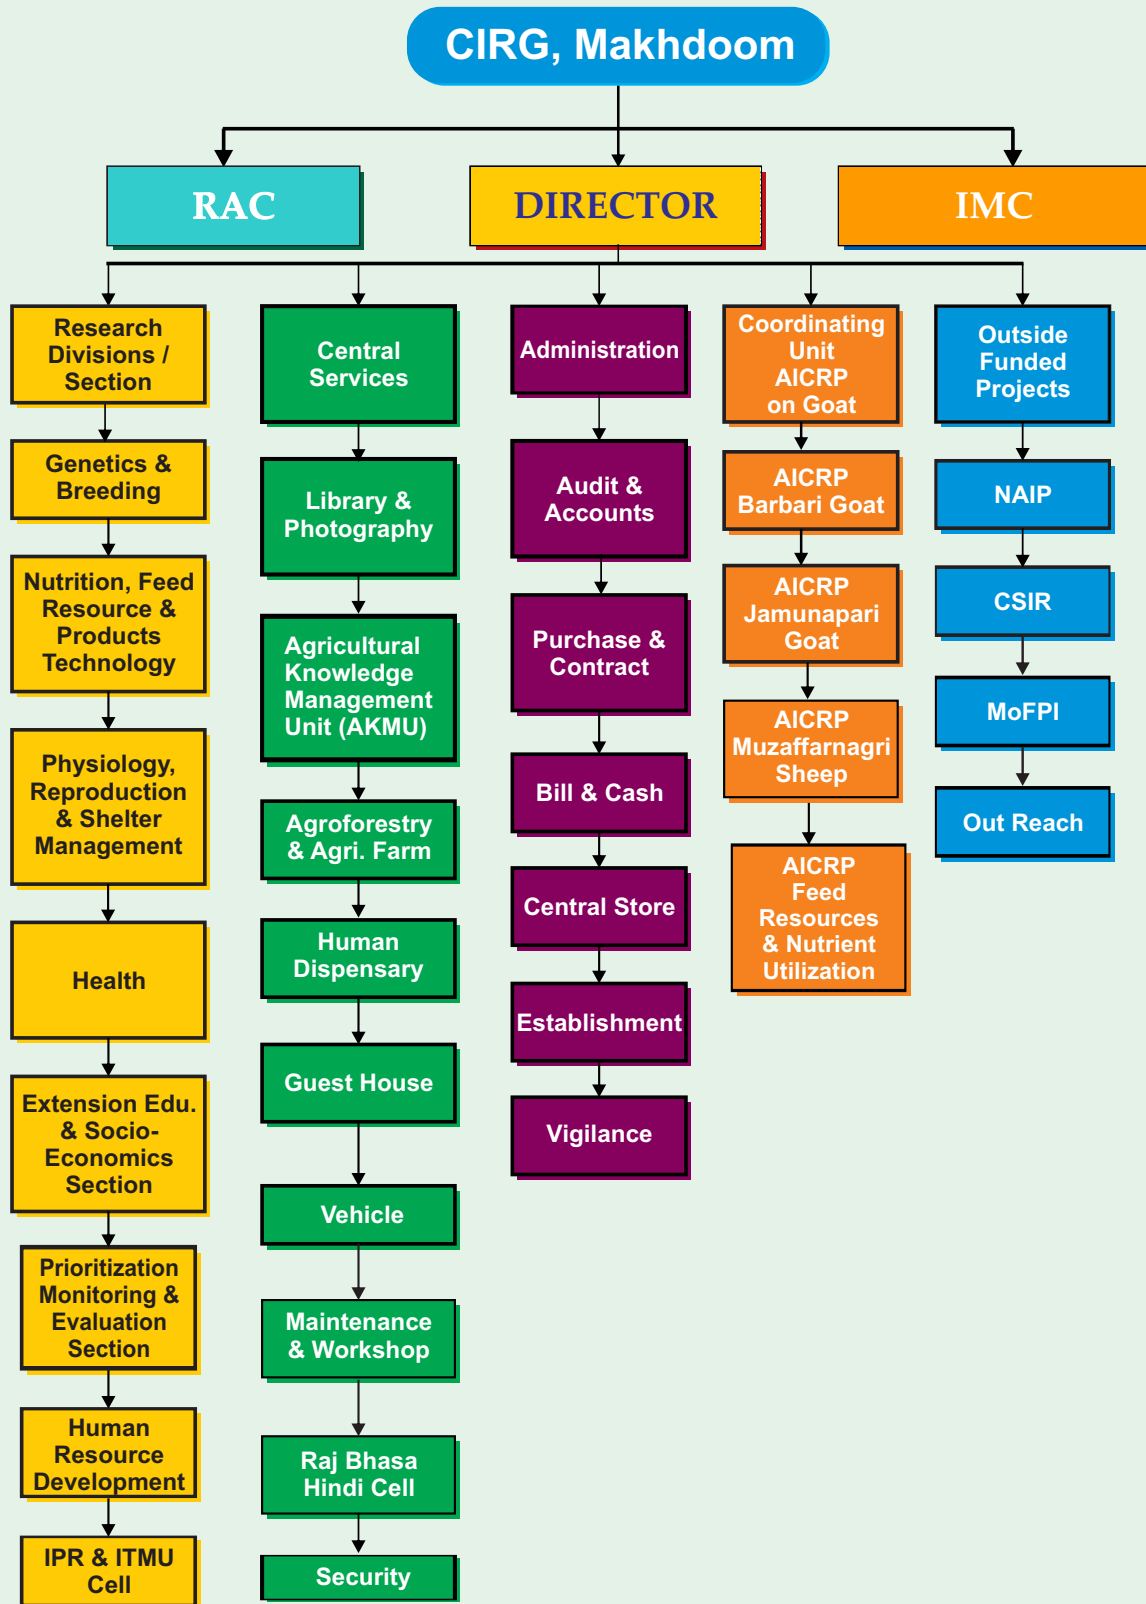 CIRG, Makhdoom
RAC
DIRECTOR
IMC
Research
Divisions /
Section
Genetics &
Breeding
Nutrition, Feed
Resource &
Products
Technology
Physiology,
Reproduction
& Shelter
Management
Health
Extension Edu.
& Socio-
Economics
Section
Prioritization
Monitoring &
Evaluation
Section
Human
Resource
Development
IPR & ITMU
Cell
Central
Services
Library &
Photography
Agricultural
Knowledge
Management
Unit (AKMU)
Agroforestry
& Agri. Farm
Human
Dispensary
Guest House
Vehicle
Maintenance
& Workshop
Raj Bhasa
Hindi Cell
Security
Administration
Audit &
Accounts
Purchase &
Contract
Bill & Cash
Central Store
Establishment
Vigilance
Coordinating
Unit
AICRP
on Goat
AICRP
Barbari Goat
AICRP
Jamunapari
Goat
AICRP
Muzaffarnagri
Sheep
AICRP
Feed
Resources
& Nutrient
Utilization
Outside
Funded
Projects
NAIP
CSIR
MoFPI
Out Reach